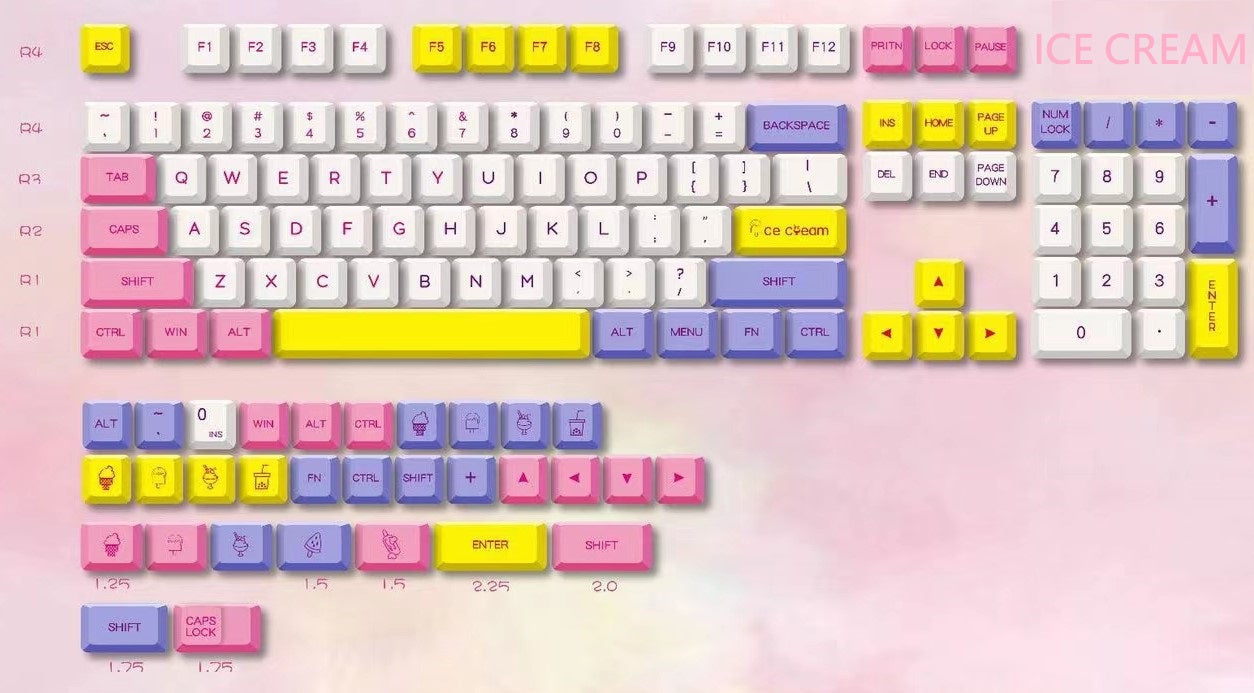 R4 ESC F1 F2 F3 F4 F5 F6 F7 F8 F9 F10 F11 F12 PRITN LOCK PAUSE ICE CREAM
~ ! @ # $ % ^ & * ( ) − +
R4 ` 1 2 3 4 5 6 7 8 9 0 – = BACKSPACE INS HOME PAGE UP NUM LOCK / * -
R3 TAB Q W E R T Y U I O P [ { ] } | \ DEL END PAGE DOWN 7 8 9 +
R2 CAPS A S D F G H J K L : ; " , ice cream 4 5 6
R1 SHIFT Z X C V B N M < , > . ? / SHIFT ▲ 1 2 3 ENTER
R1 CTRL WIN ALT ALT MENU FN CTRL ◄ ▼ ► 0 .
ALT ~ ` 0 INS WIN ALT CTRL
FN CTRL SHIFT + ▲ ◄ ▼ ►
ENTER SHIFT
1.25 1.5 1.5 2.25 2.0
SHIFT CAPS LOCK
1.75 1.75